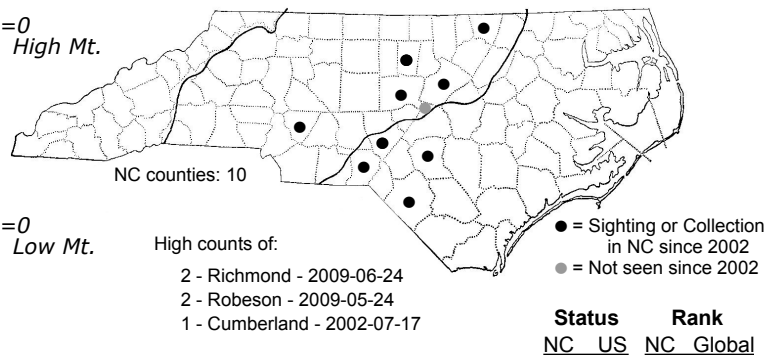 =0
High Mt.
NC counties: 10
=0
Low Mt.
High counts of:
2 - Richmond - 2009-06-24
2 - Robeson - 2009-05-24
1 - Cumberland - 2002-07-17
● = Sighting or Collection
in NC since 2002
● = Not seen since 2002
Status Rank
NC US NC Global